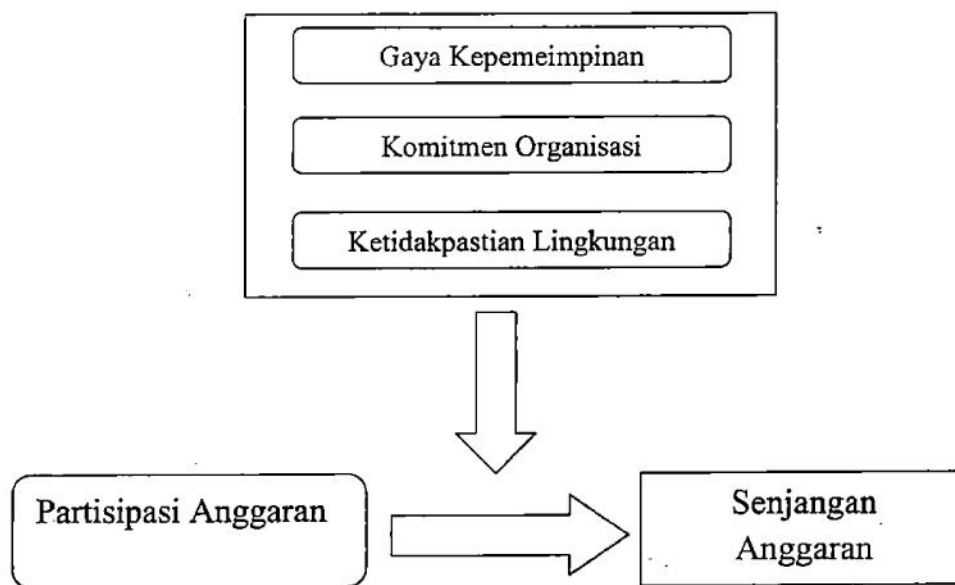 Gaya Kepemeimpinan
Komitmen Organisasi
Ketidakpastian Lingkungan
Partisipasi Anggaran
Senjangan
Anggaran